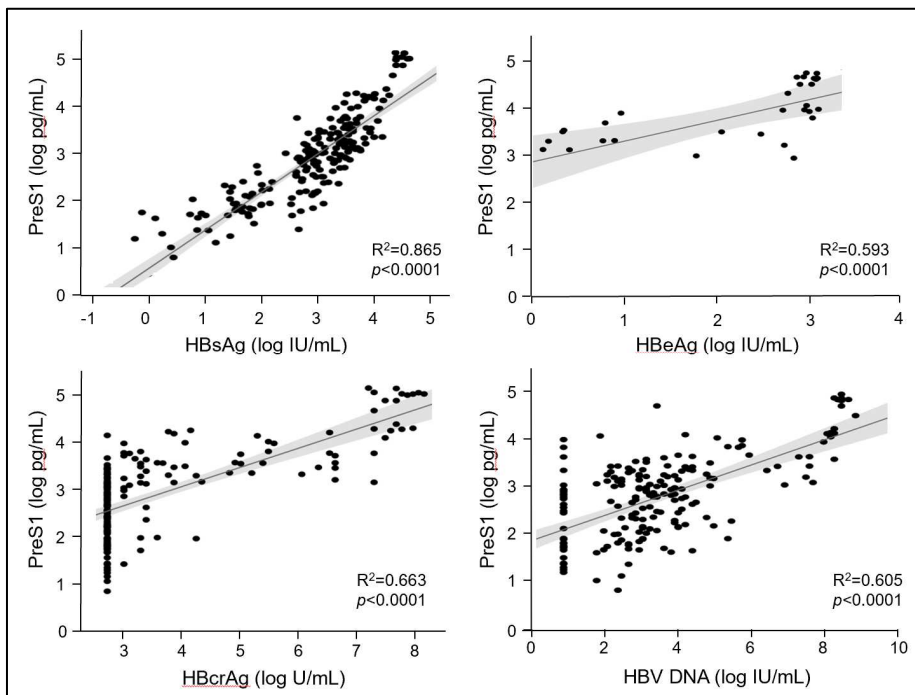 PreS1 (log pg/mL)
5
4
3
2
1
0
R²=0.865
p<0.0001
-1 0 1 2 3 4 5
HBsAg (log IU/mL)
PreS1 (log pg/mL)
5
4
3
2
1
0
R²=0.593
p<0.0001
0 1 2 3 4
HBeAg (log IU/mL)
PreS1 (log pg/mL)
5
4
3
2
1
0
R²=0.663
p<0.0001
3 4 5 6 7 8
HBcrAg (log U/mL)
PreS1 (log pg/mL)
5
4
3
2
1
0
R²=0.605
p<0.0001
0 2 4 6 8 10
HBV DNA (log IU/mL)